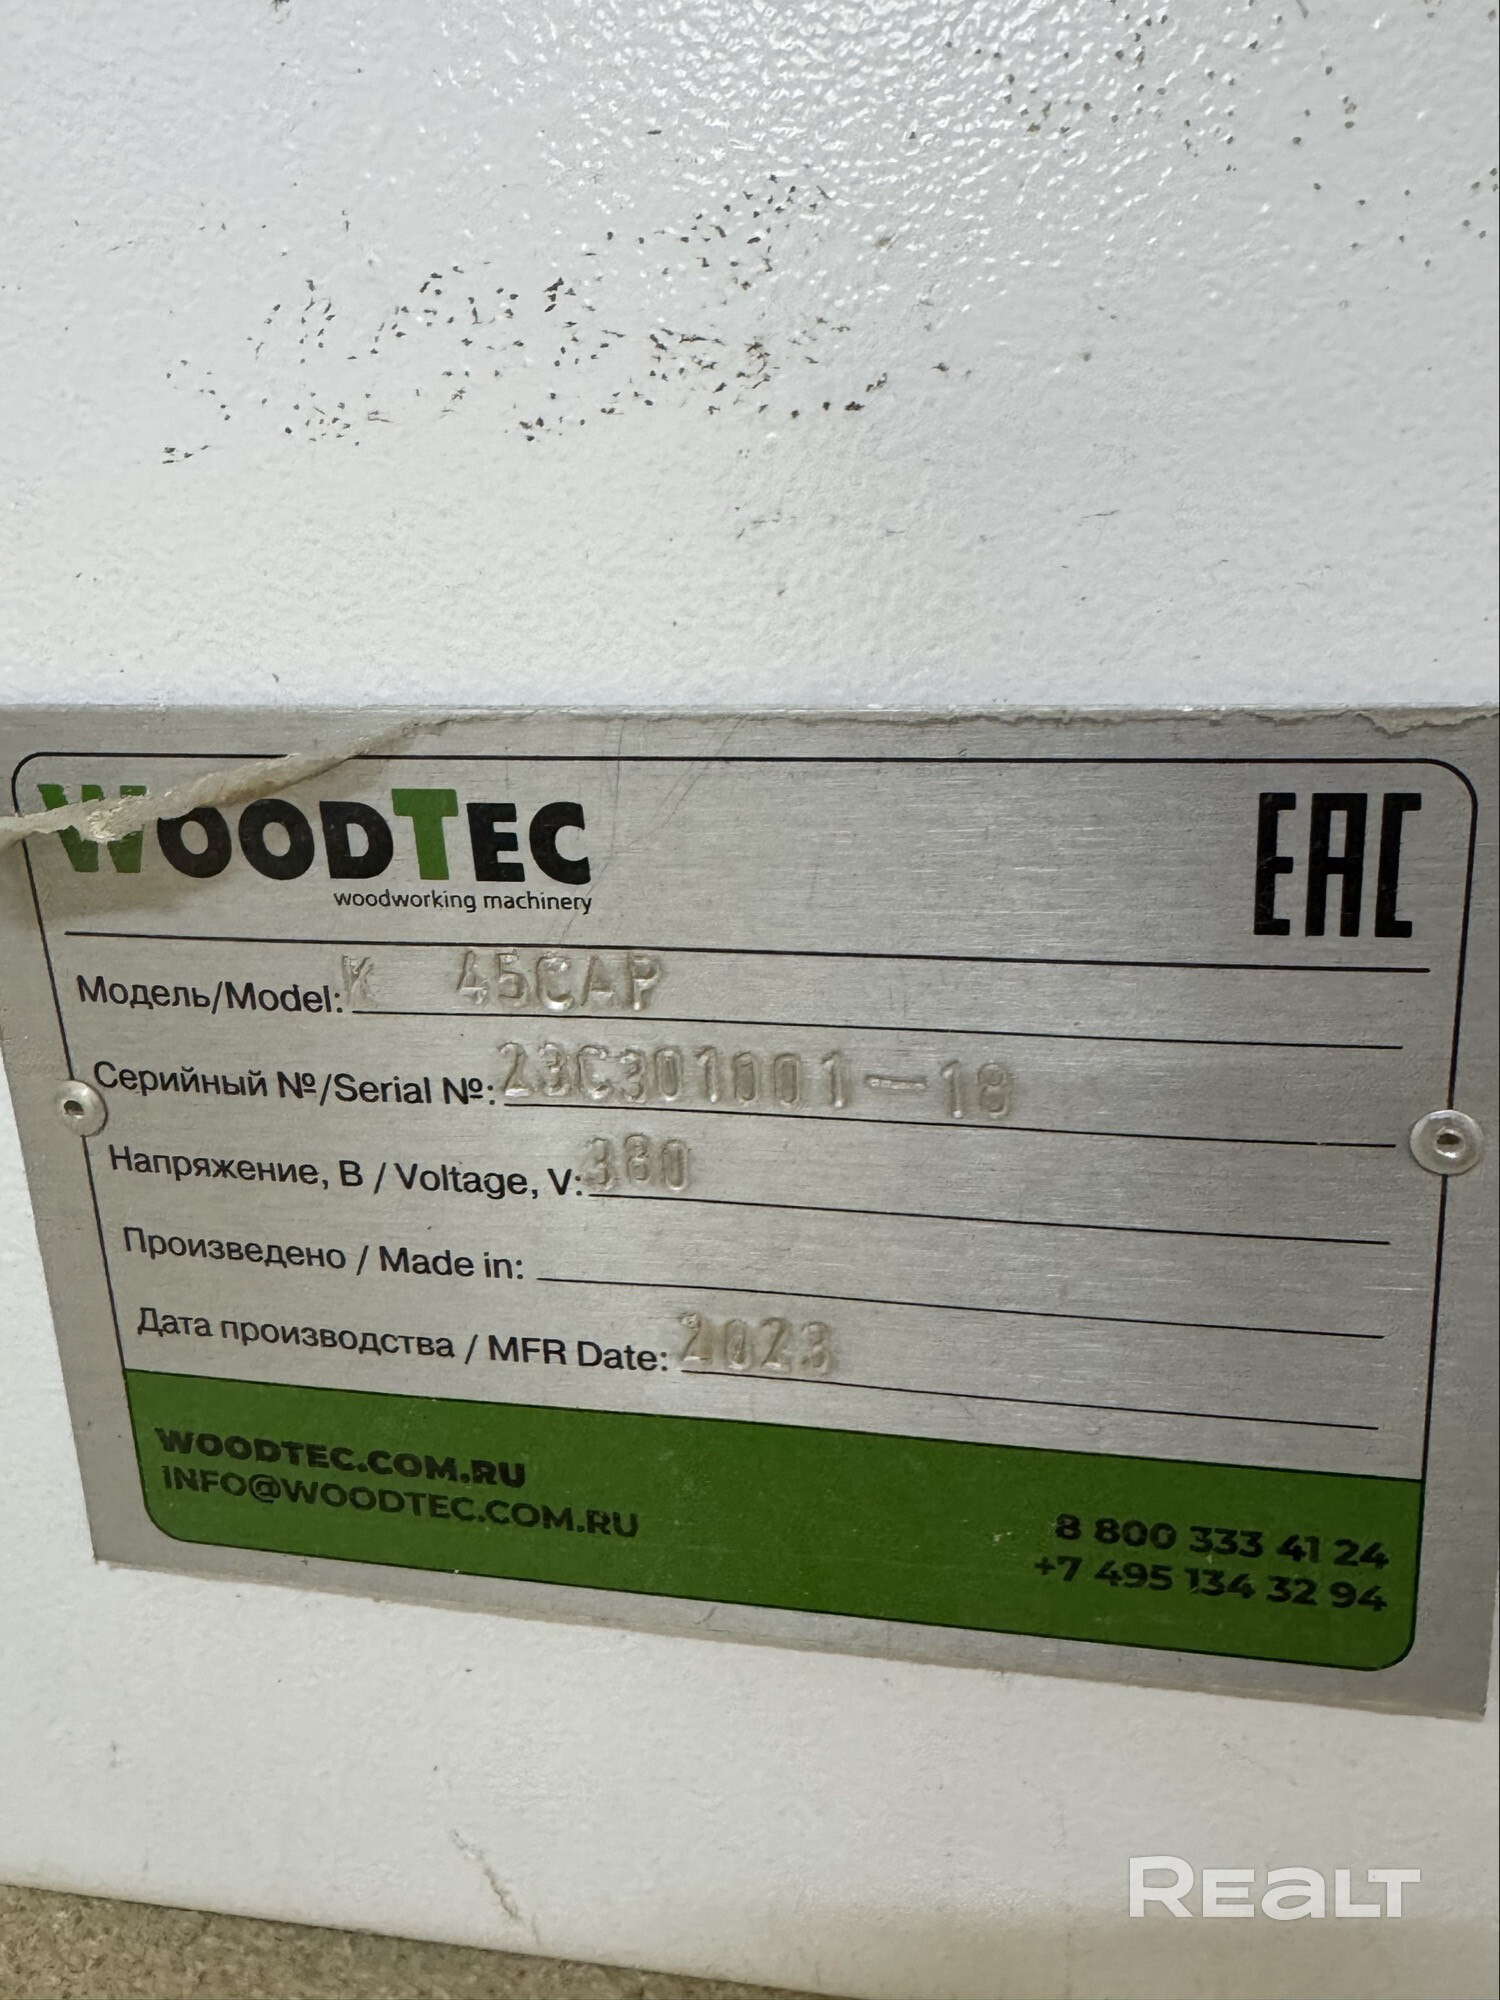 WOODTEC
woodworking machinery
EAC
Модель/Model: K 45CAP
Серийный №/Serial №: 23C301001-18
Напряжение, В / Voltage, V: 380
Произведено / Made in:
Дата производства / MFR Date: 2023
WOODTEC.COM.RU
INFO@WOODTEC.COM.RU
8 800 333 41 24
+7 495 134 32 94
REALT